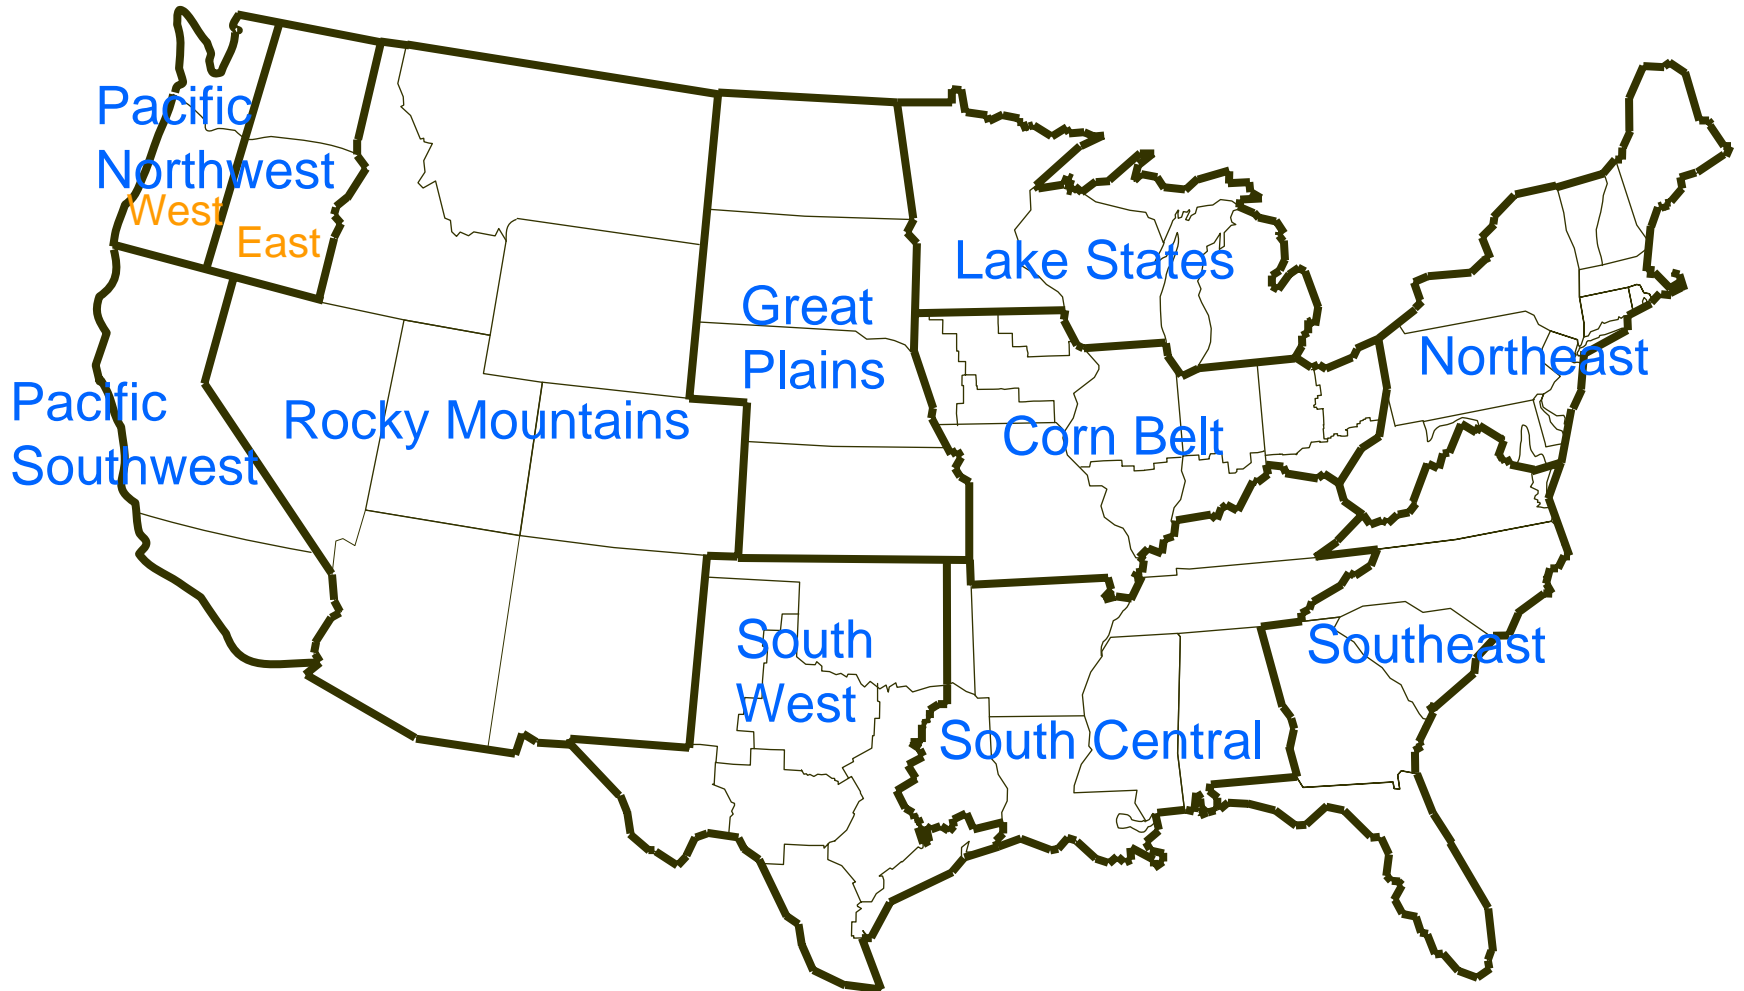 Pacific
Northwest
West
East
Pacific
Southwest
Rocky Mountains
Great
Plains
Lake States
Corn Belt
Northeast
South
West
South Central
Southeast